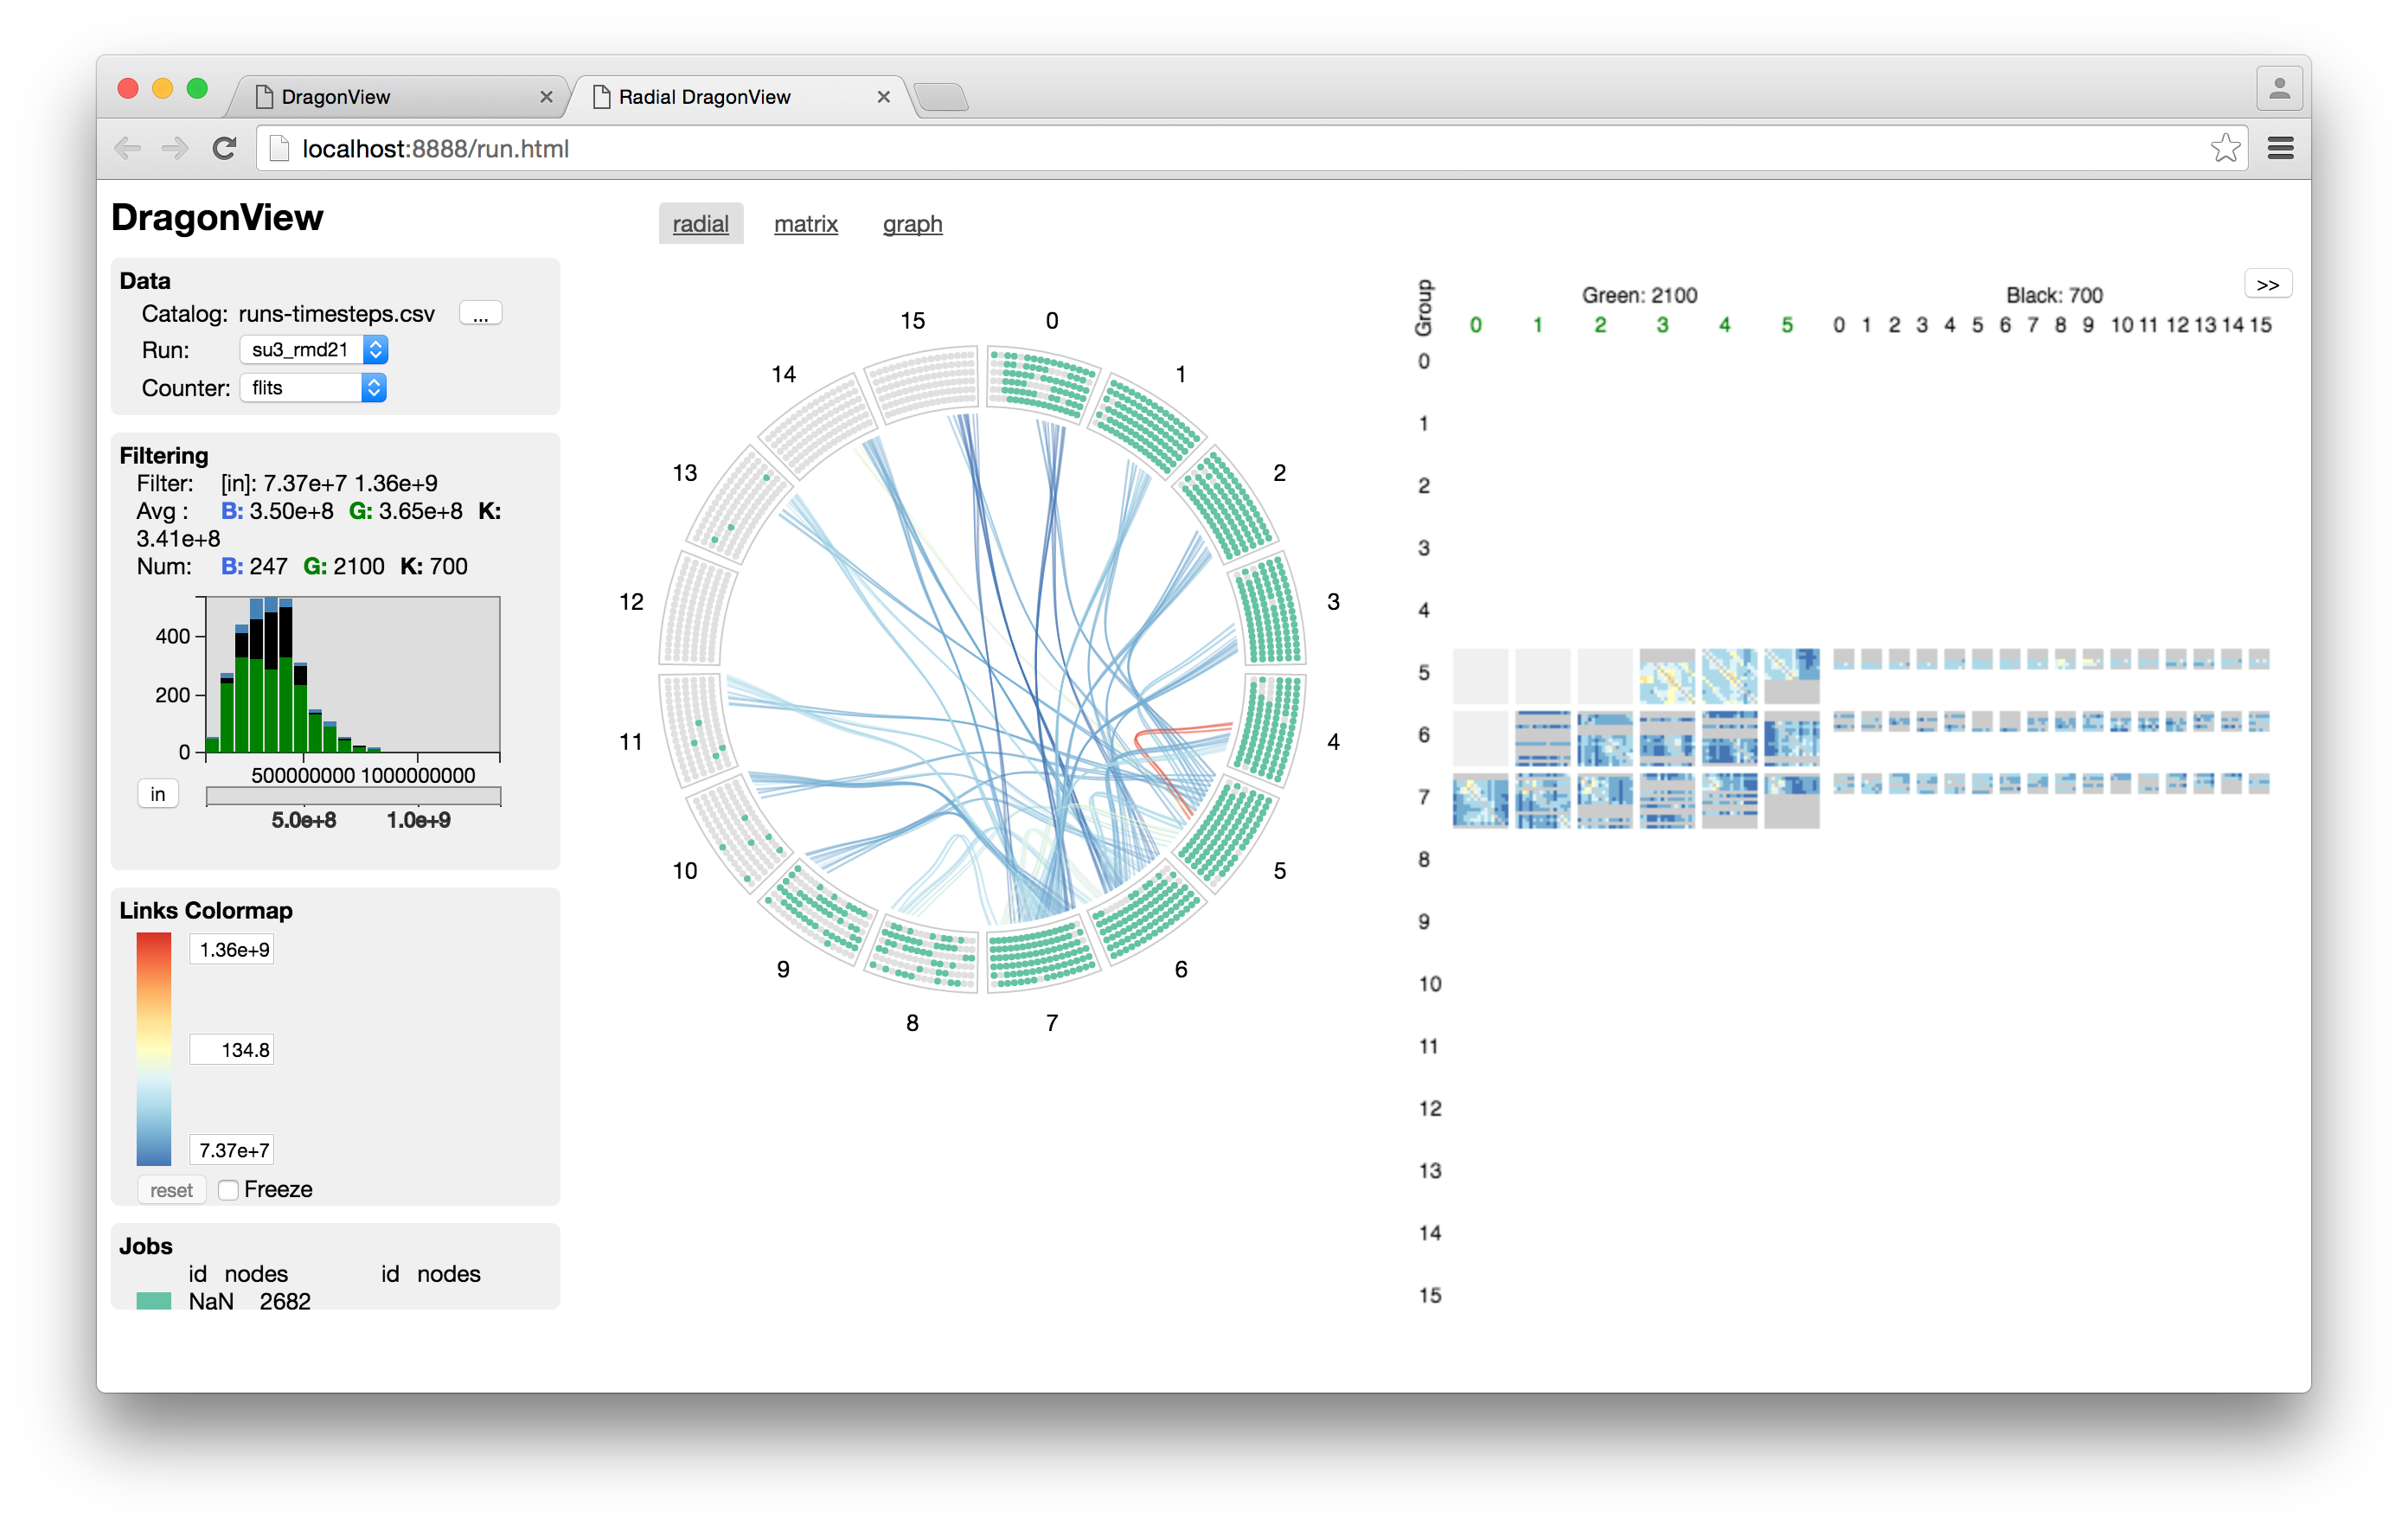 DragonView
Radial DragonView
localhost:8888/run.html
DragonView
Data
Catalog: runs-timesteps.csv ...
Run: su3_rmd21
Counter: flits
Filtering
Filter: [in]: 7.37e+7 1.36e+9
Avg : B: 3.50e+8 G: 3.65e+8 K:
3.41e+8
Num: B: 247 G: 2100 K: 700
400
200
0
500000000 1000000000
in
5.0e+8 1.0e+9
Links Colormap
1.36e+9
134.8
7.37e+7
reset Freeze
Jobs
id nodes id nodes
NaN 2682
radial matrix graph
15 0
14 1
13 2
12 3
11 4
10 5
9 6
8 7
>>
Group
Green: 2100 Black: 700
0 1 2 3 4 5 0 1 2 3 4 5 6 7 8 9 10 11 12 13 14 15
0
1
2
3
4
5
6
7
8
9
10
11
12
13
14
15